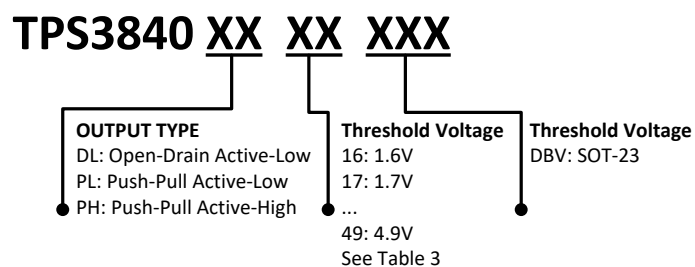 TPS3840 XX XX XXX
OUTPUT TYPE
DL: Open-Drain Active-Low
PL: Push-Pull Active-Low
PH: Push-Pull Active-High
Threshold Voltage
16: 1.6V
17: 1.7V
...
49: 4.9V
See Table 3
Threshold Voltage
DBV: SOT-23